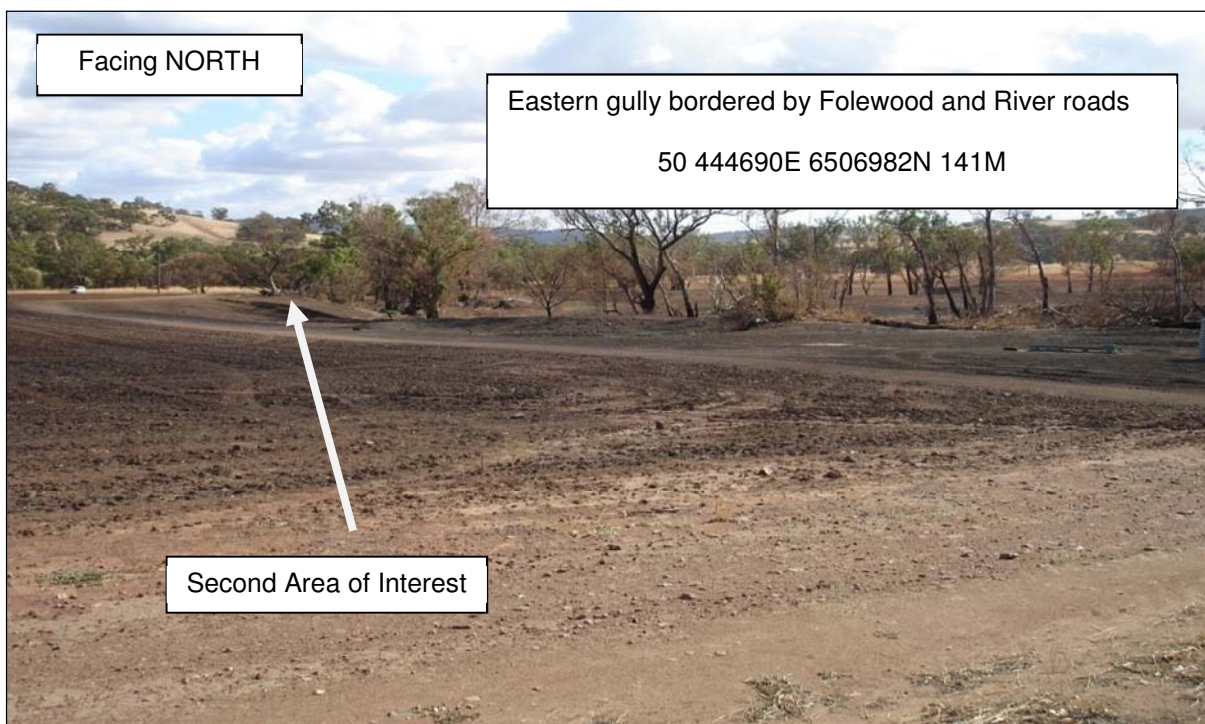 Facing NORTH
Eastern gully bordered by Folewood and River roads
50 444690E 6506982N 141M
Second Area of Interest